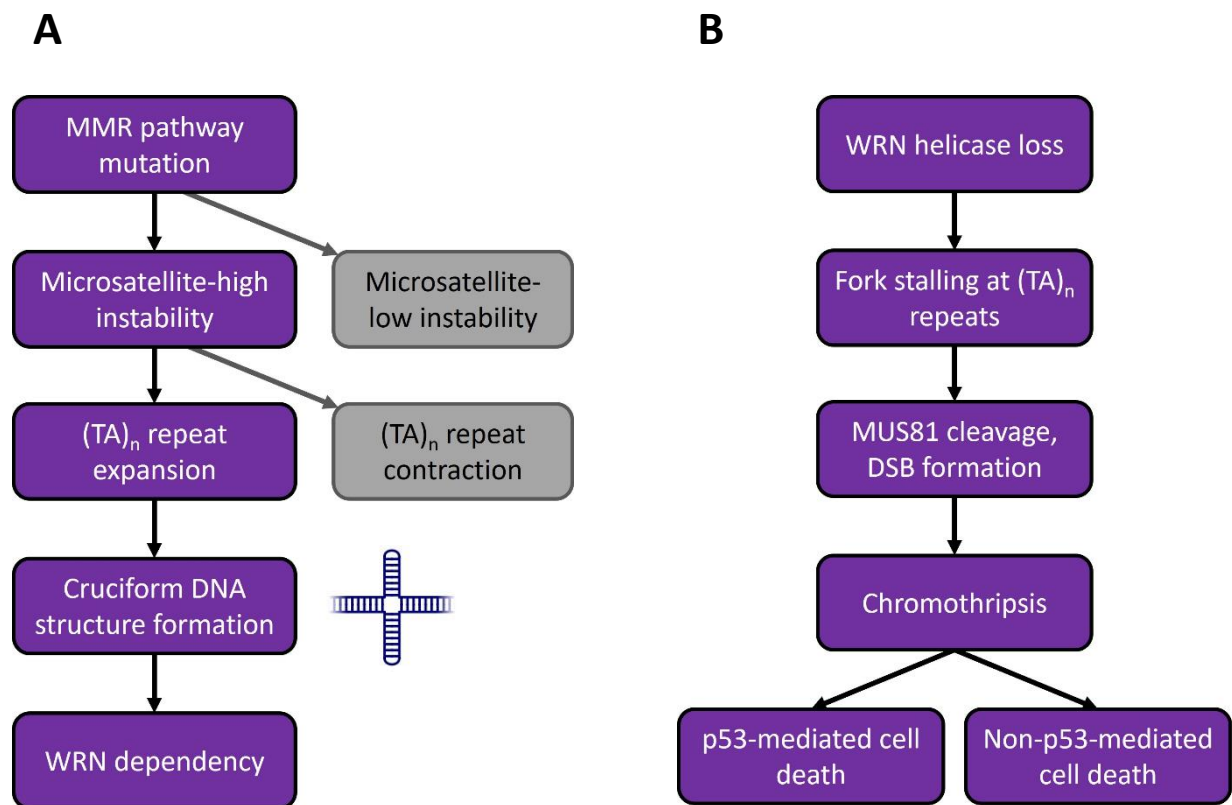 A
MMR pathway
mutation
Microsatellite-high
instability
Microsatellite-
low instability
(TA)n repeat
expansion
(TA)n repeat
contraction
Cruciform DNA
structure formation
WRN dependency
B
WRN helicase loss
Fork stalling at (TA)n
repeats
MUS81 cleavage,
DSB formation
Chromothripsis
p53-mediated cell
death
Non-p53-mediated
cell death